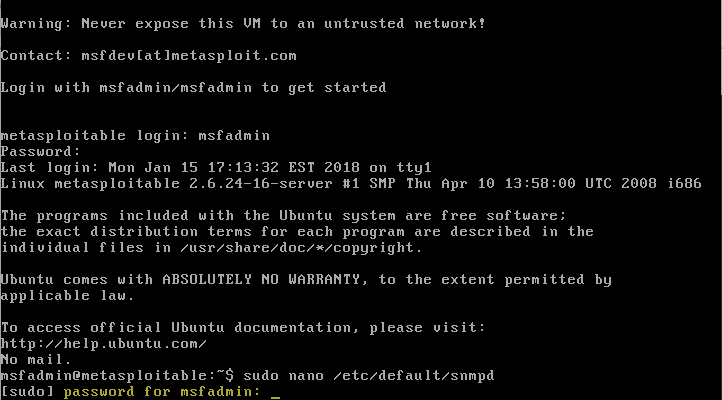 Warning: Never expose this VM to an untrusted network!
Contact: msfdev[at]metasploit.com
Login with msfadmin/msfadmin to get started
metasploitable login: msfadmin
Password:
Last login: Mon Jan 15 17:13:32 EST 2018 on tty1
Linux metasploitable 2.6.24-16-server #1 SMP Thu Apr 10 13:58:00 UTC 2008 i686
The programs included with the Ubuntu system are free software;
the exact distribution terms for each program are described in the
individual files in /usr/share/doc/*/copyright.
Ubuntu comes with ABSOLUTELY NO WARRANTY, to the extent permitted by
applicable law.
To access official Ubuntu documentation, please visit:
http://help.ubuntu.com/
No mail.
msfadmin@metasploitable:~$ sudo nano /etc/default/snmpd
[sudo] password for msfadmin: _